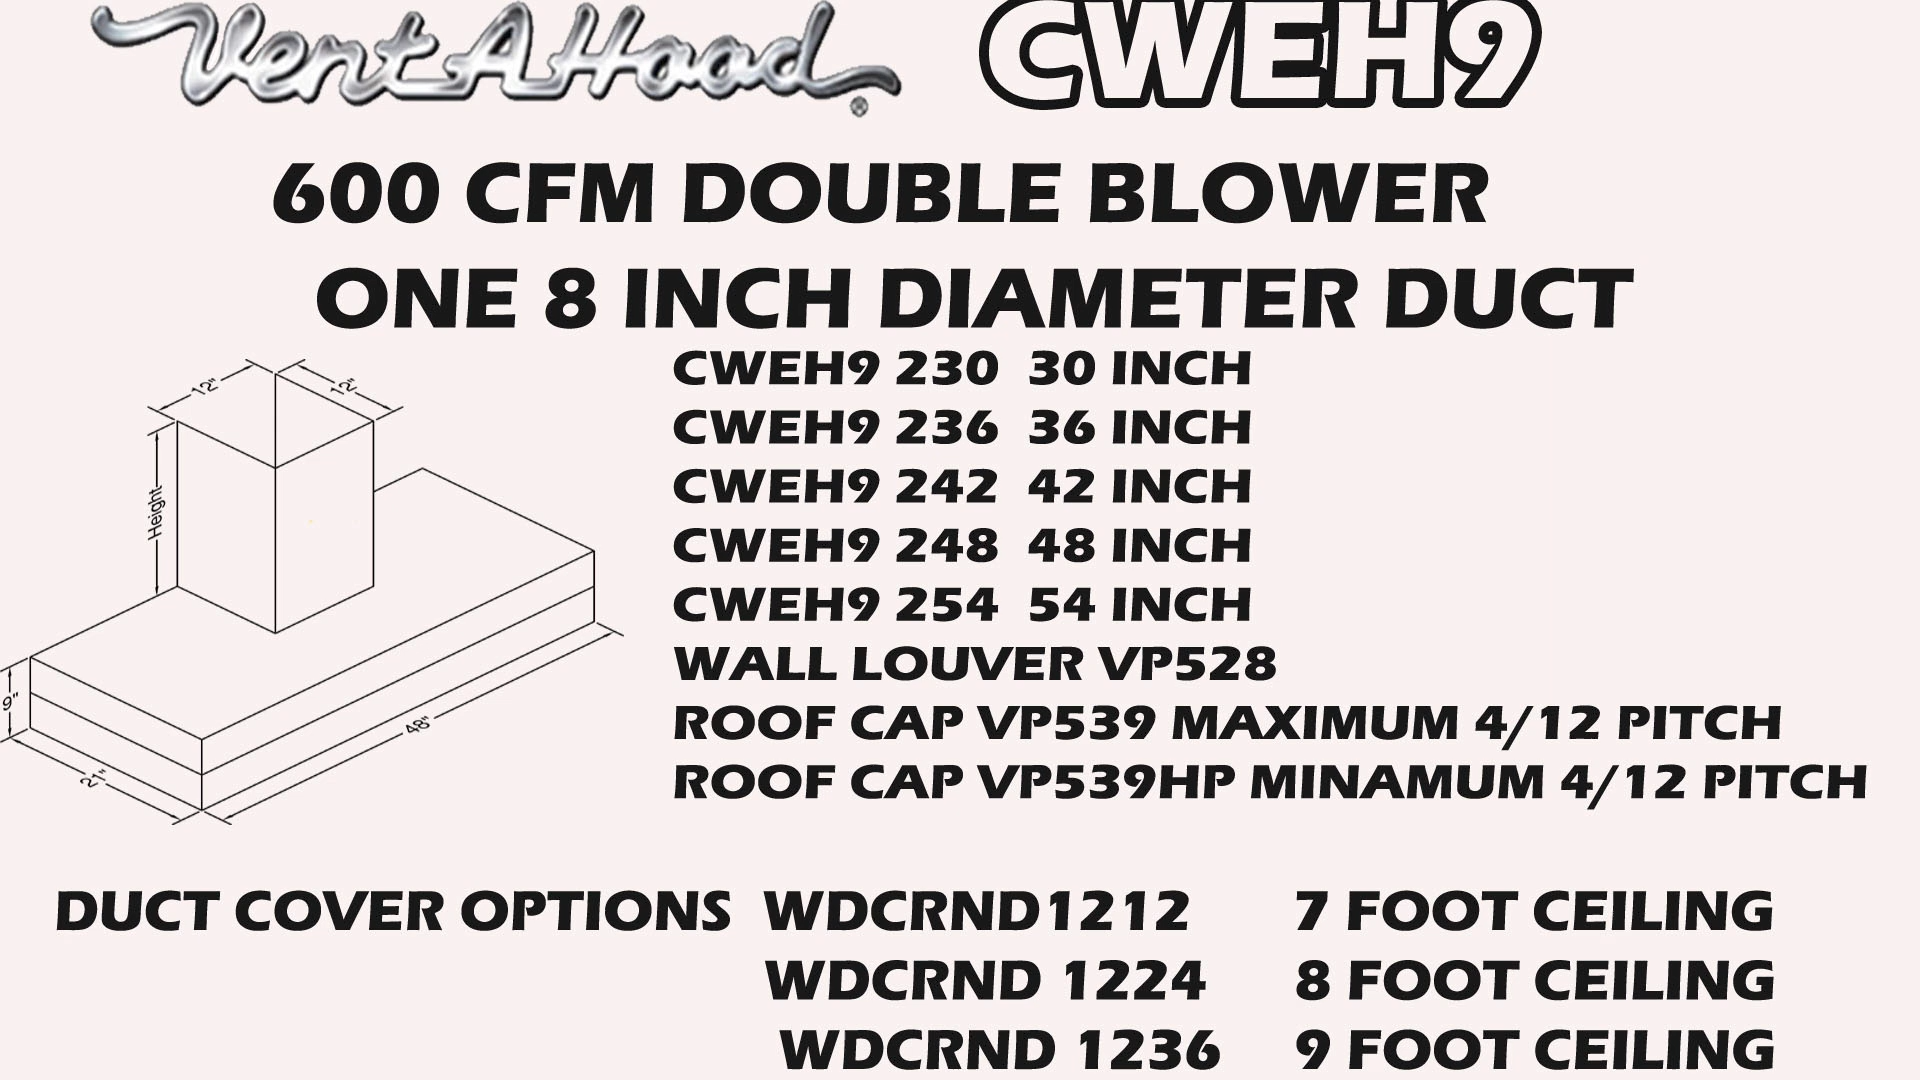 Vent A Hood® CWEH9
600 CFM DOUBLE BLOWER
ONE 8 INCH DIAMETER DUCT
CWEH9 230 30 INCH
CWEH9 236 36 INCH
CWEH9 242 42 INCH
CWEH9 248 48 INCH
CWEH9 254 54 INCH
WALL LOUVER VP528
ROOF CAP VP539 MAXIMUM 4/12 PITCH
ROOF CAP VP539HP MINAMUM 4/12 PITCH
12"
12"
Height
9"
21"
48"
DUCT COVER OPTIONS WDCRND1212 7 FOOT CEILING
WDCRND 1224 8 FOOT CEILING
WDCRND 1236 9 FOOT CEILING